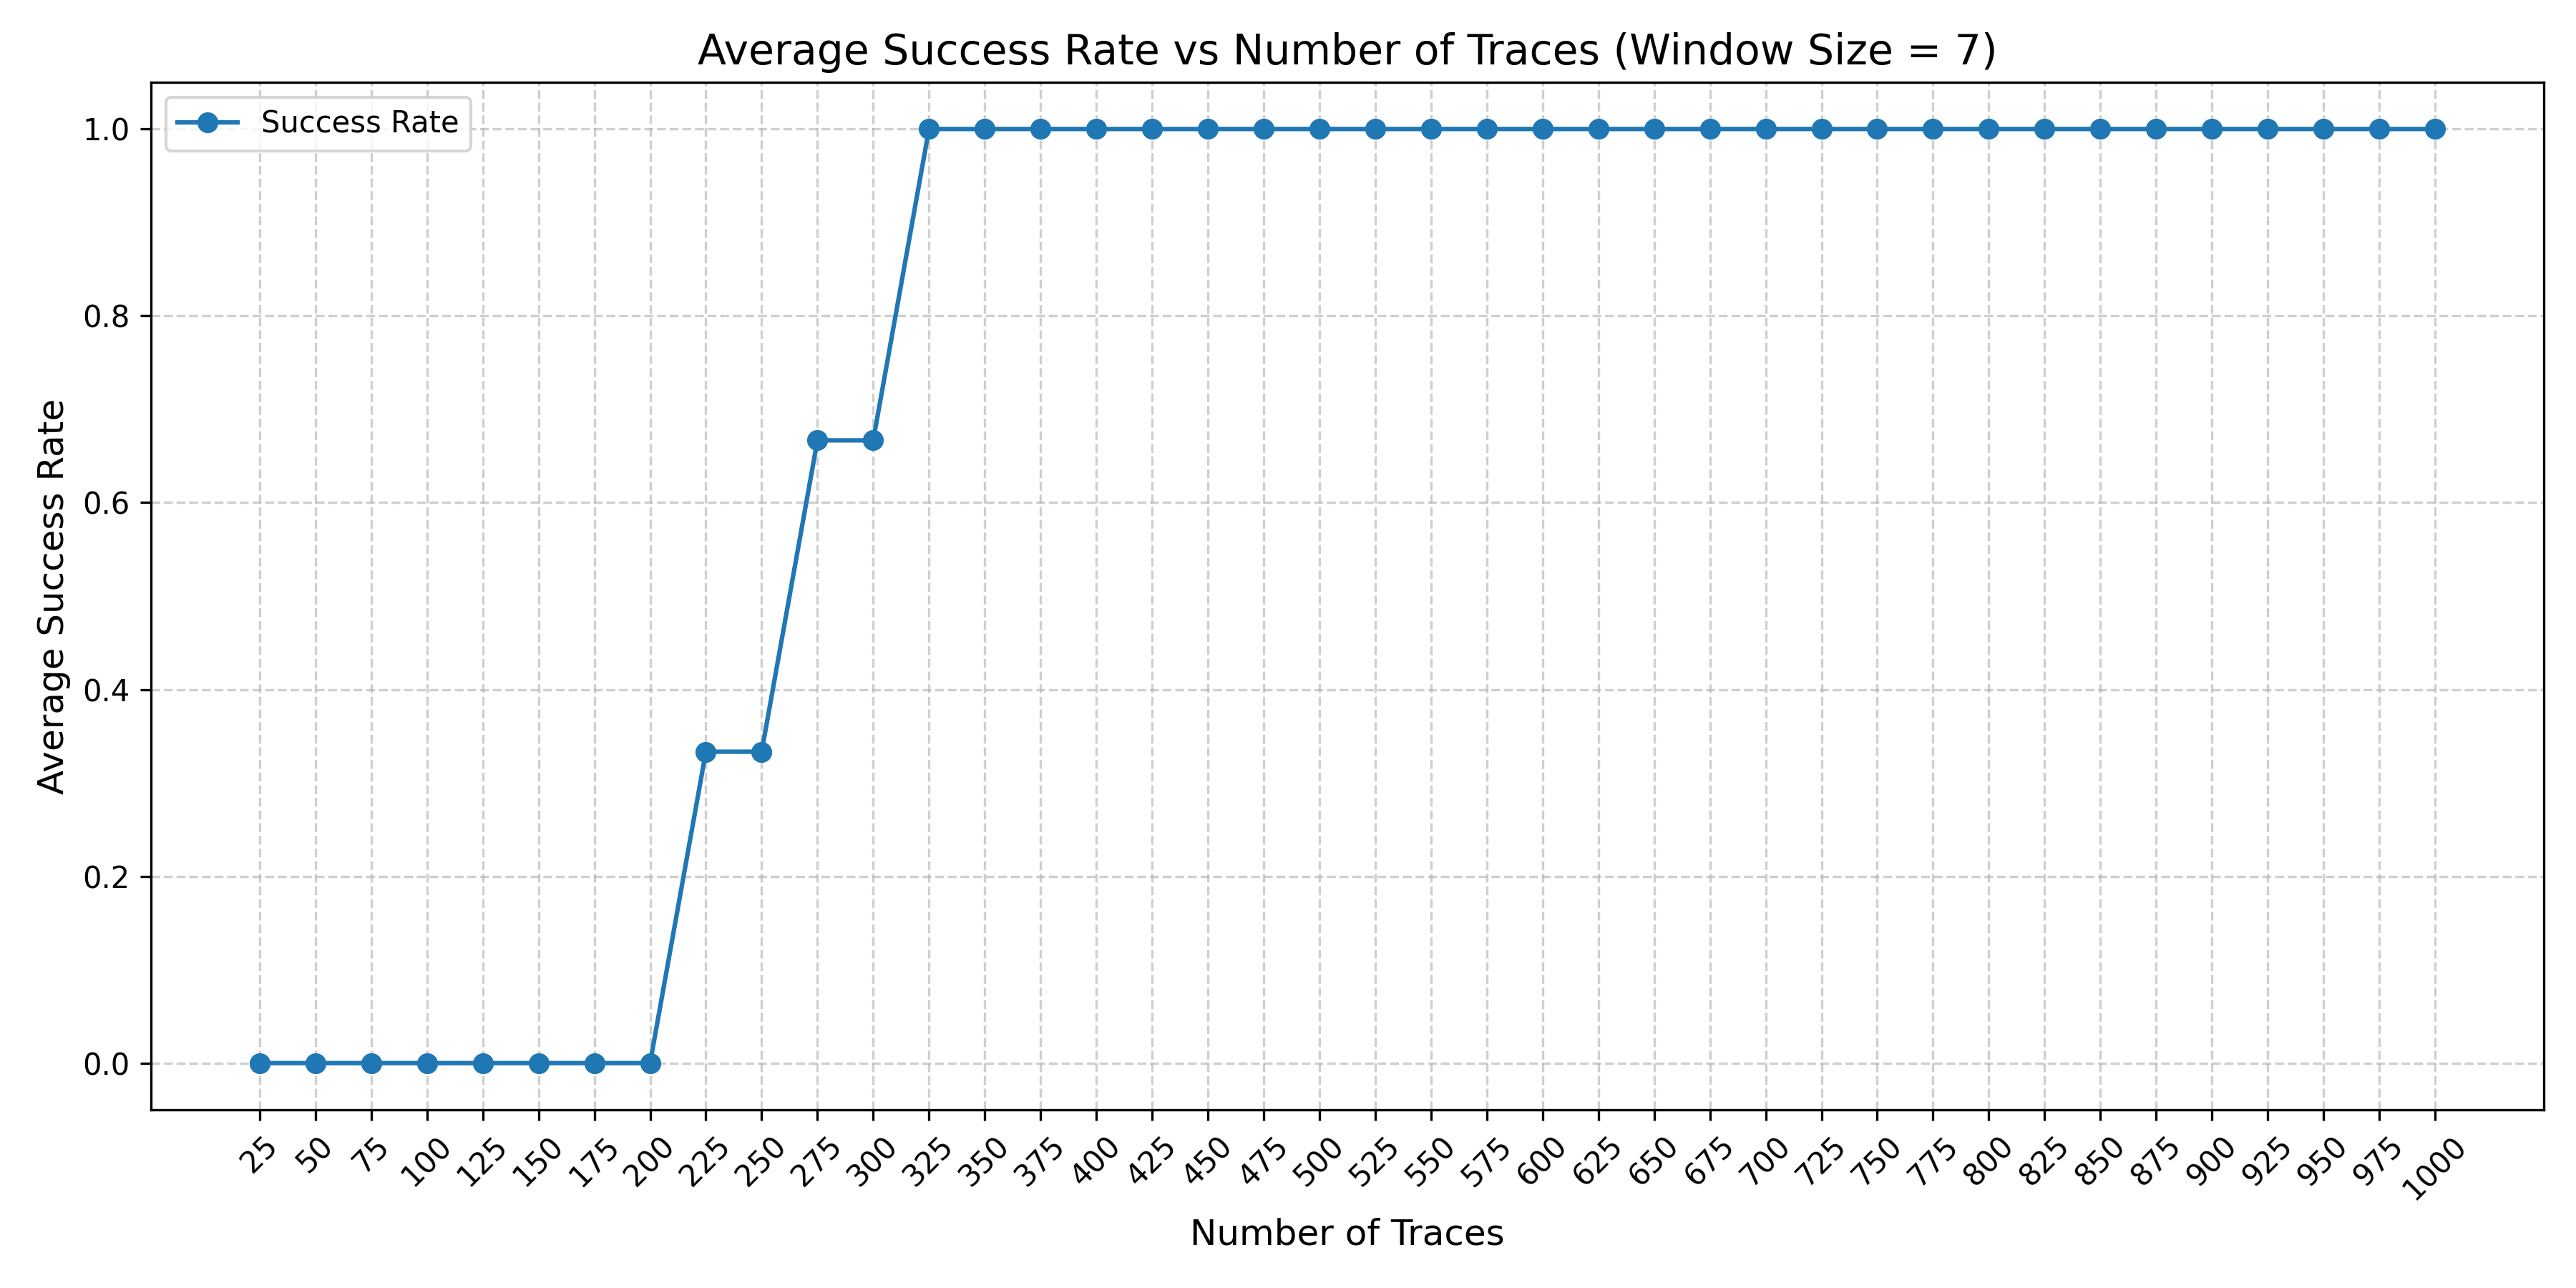 Average Success Rate vs Number of Traces (Window Size = 7)
Success Rate
1.0
0.8
0.6
0.4
0.2
0.0
Average Success Rate
25 50 75 100 125 150 175 200 225 250 275 300 325 350 375 400 425 450 475 500 525 550 575 600 625 650 675 700 725 750 775 800 825 850 875 900 925 950 975 1000
Number of Traces